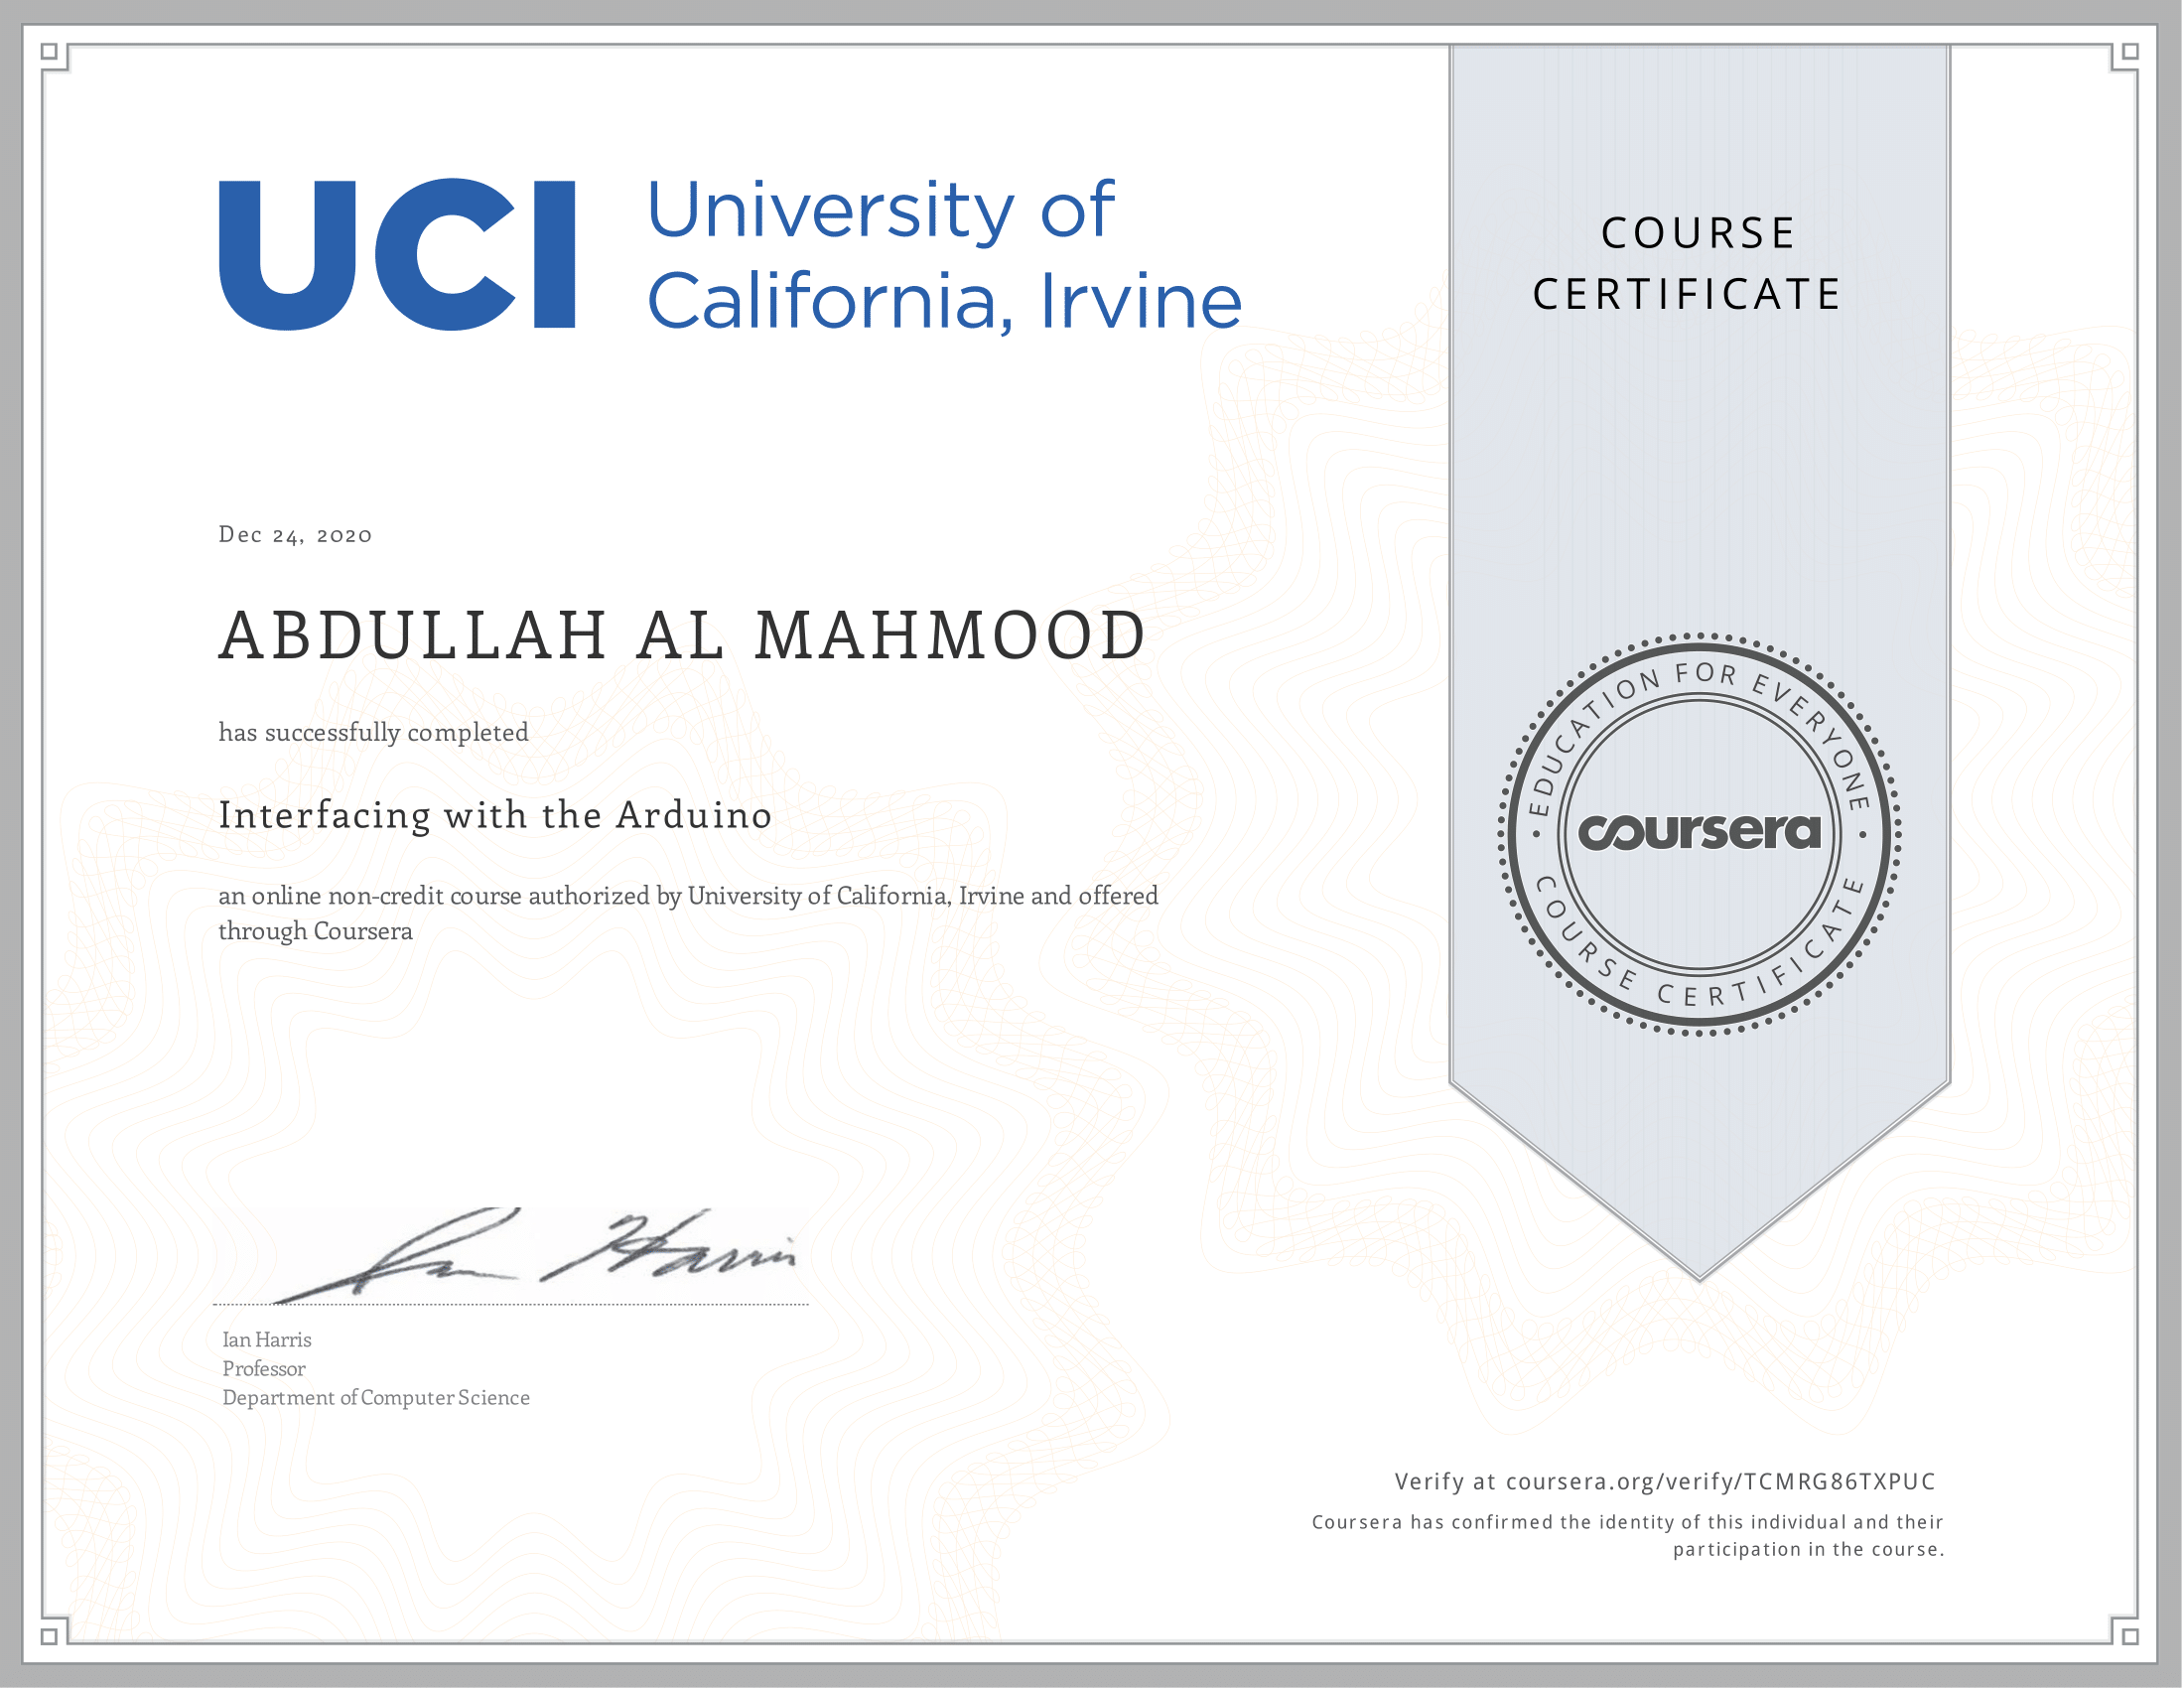 UCI University of
California, Irvine
COURSE
CERTIFICATE
Dec 24, 2020
ABDULLAH AL MAHMOOD
has successfully completed
Interfacing with the Arduino
an online non-credit course authorized by University of California, Irvine and offered
through Coursera
EDUCATION FOR EVERYONE
coursera
COURSE CERTIFICATE
Ian Harris
Ian Harris
Professor
Department of Computer Science
Verify at coursera.org/verify/TCMRG86TXPUC
Coursera has confirmed the identity of this individual and their
participation in the course.